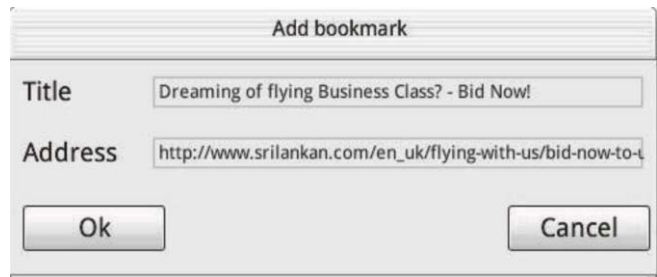 Add bookmark
Title
Dreaming of flying Business Class? - Bid Now!
Address
http://www.srilankan.com/en_uk/flying-with-us/bid-now-to-u
Ok
Cancel